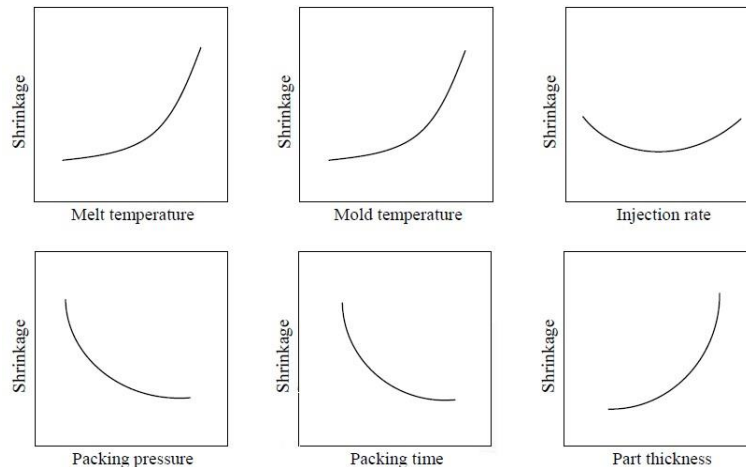 Shrinkage
Melt temperature
Shrinkage
Mold temperature
Shrinkage
Injection rate
Shrinkage
Packing pressure
Shrinkage
Packing time
Shrinkage
Part thickness